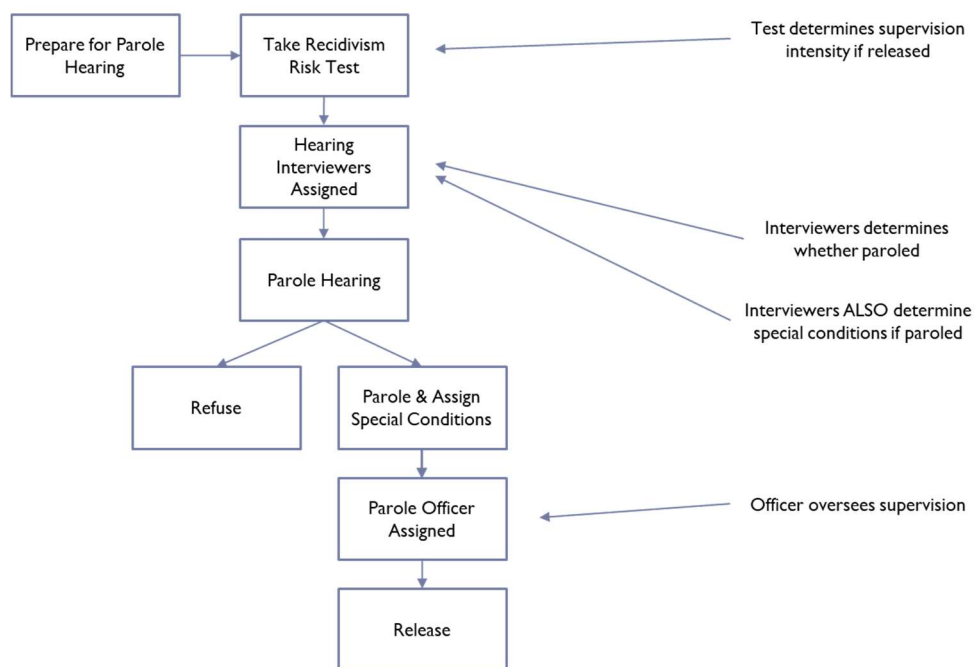 Prepare for Parole
Hearing
Take Recidivism
Risk Test
Test determines supervision
intensity if released
Hearing
Interviewers
Assigned
Interviewers determines
whether paroled
Parole Hearing
Interviewers ALSO determine
special conditions if paroled
Refuse
Parole & Assign
Special Conditions
Parole Officer
Assigned
Officer oversees supervision
Release